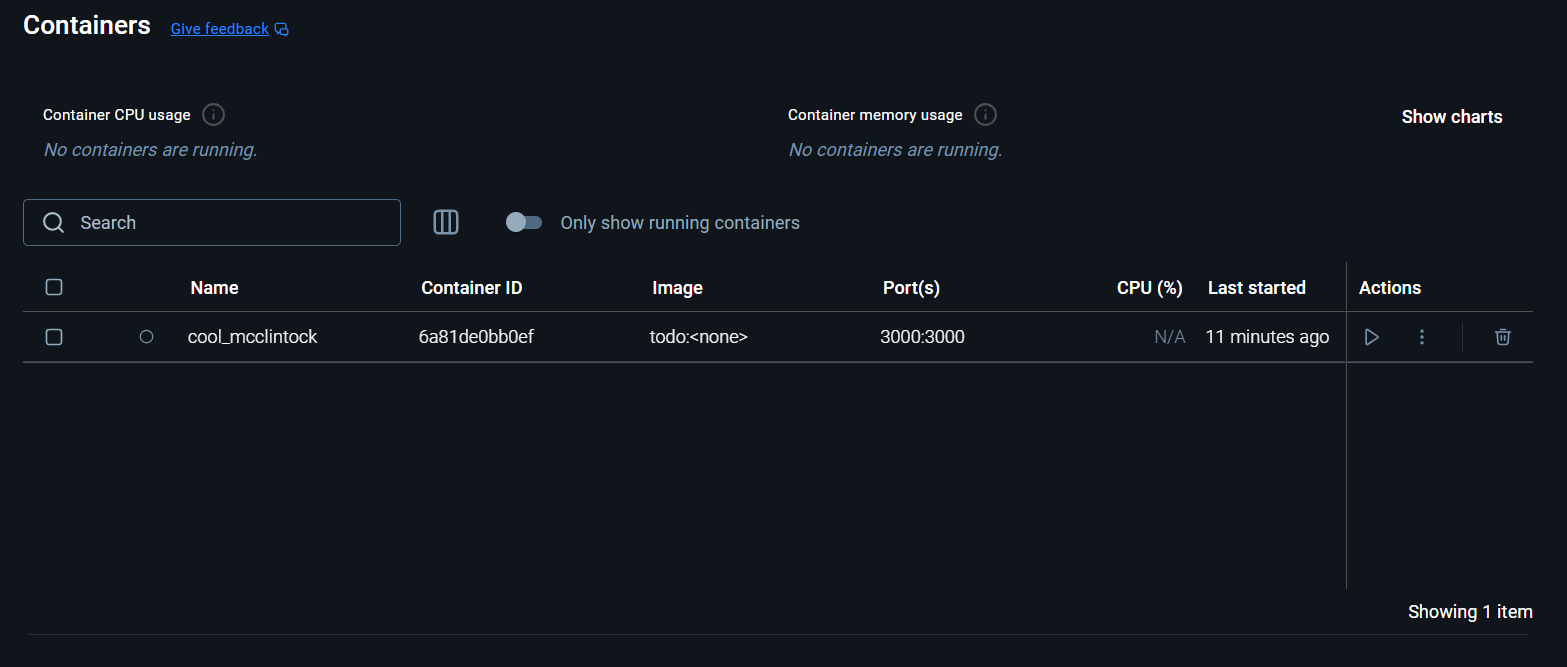 Containers Give feedback
Container CPU usage Container memory usage Show charts
No containers are running. No containers are running.
Search Only show running containers
Name Container ID Image Port(s) CPU (%) Last started Actions
cool_mcclintock 6a81de0bb0ef todo:<none> 3000:3000 N/A 11 minutes ago
Showing 1 item